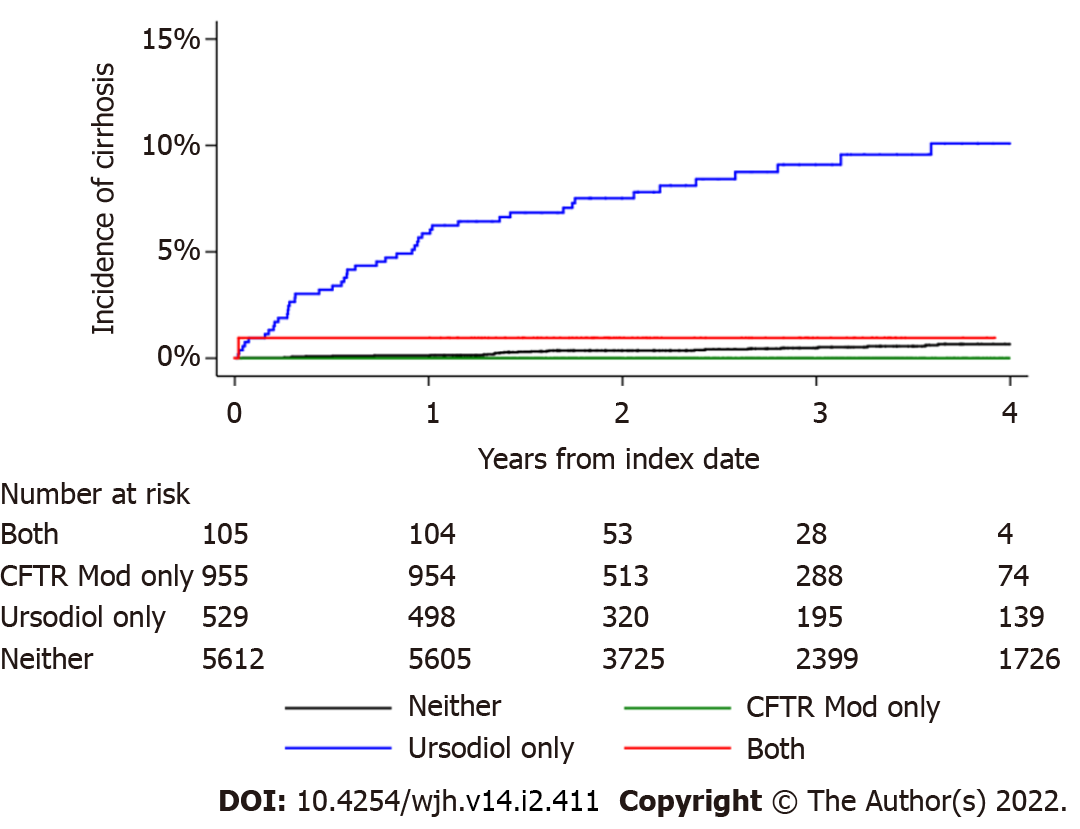 15%
10%
5%
0%
Incidence of cirrhosis
0 1 2 3 4
Years from index date
Number at risk
Both 105 104 53 28 4
CFTR Mod only 955 954 513 288 74
Ursodiol only 529 498 320 195 139
Neither 5612 5605 3725 2399 1726
Neither CFTR Mod only
Ursodiol only Both
DOI: 10.4254/wjh.v14.i2.411 Copyright © The Author(s) 2022.